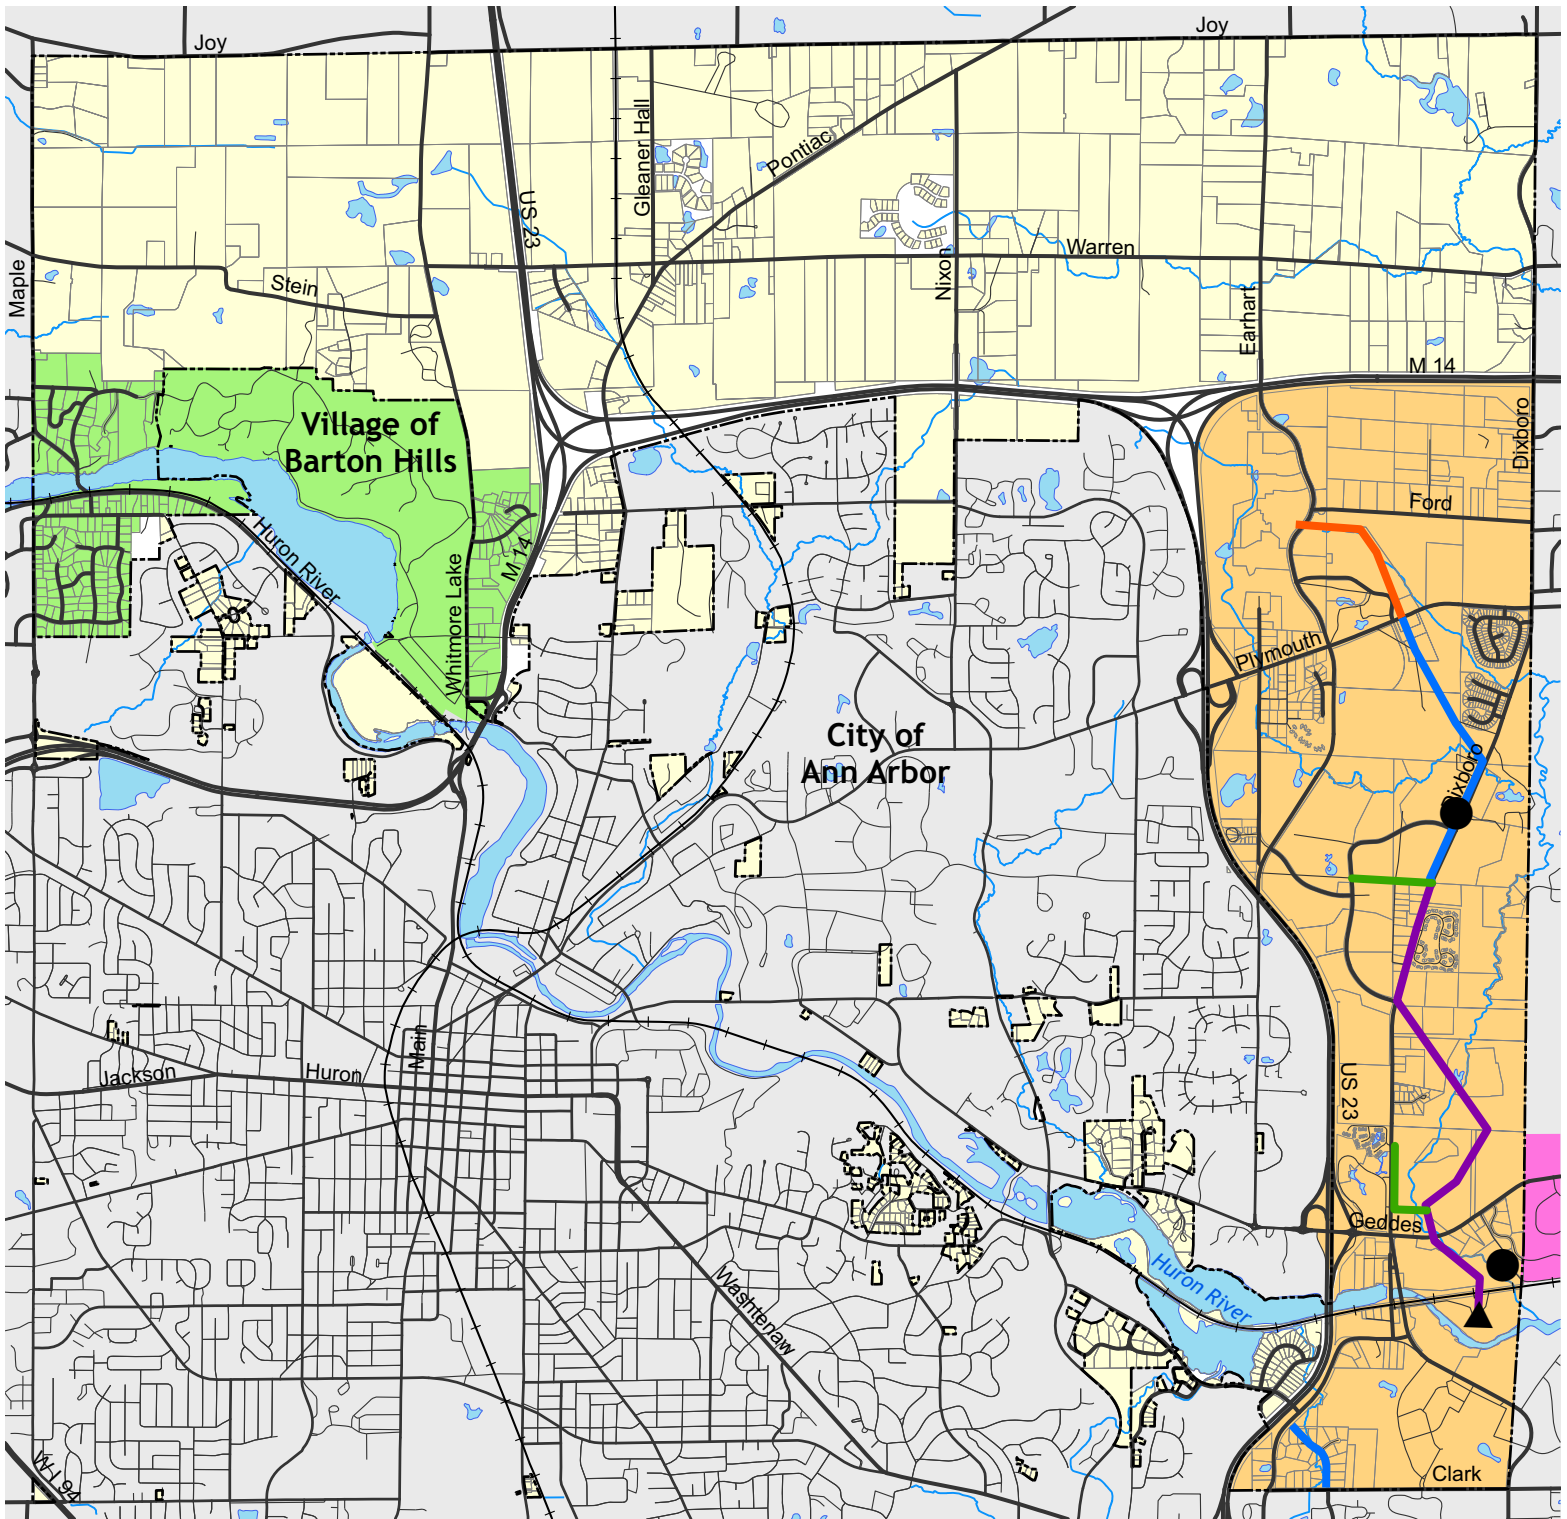 Joy
Joy
Gleaner Hall
Pontiac
US 23
Maple
Stein
Nixon
Warren
Earhart
M 14
Dixboro
Village of
Barton Hills
Ford
Huron River
M 14
Whitmore Lake
Plymouth
City of
Ann Arbor
Dixboro
Main
Jackson
Huron
US 23
Geddes
Huron River
Washtenaw
W I 94
Clark